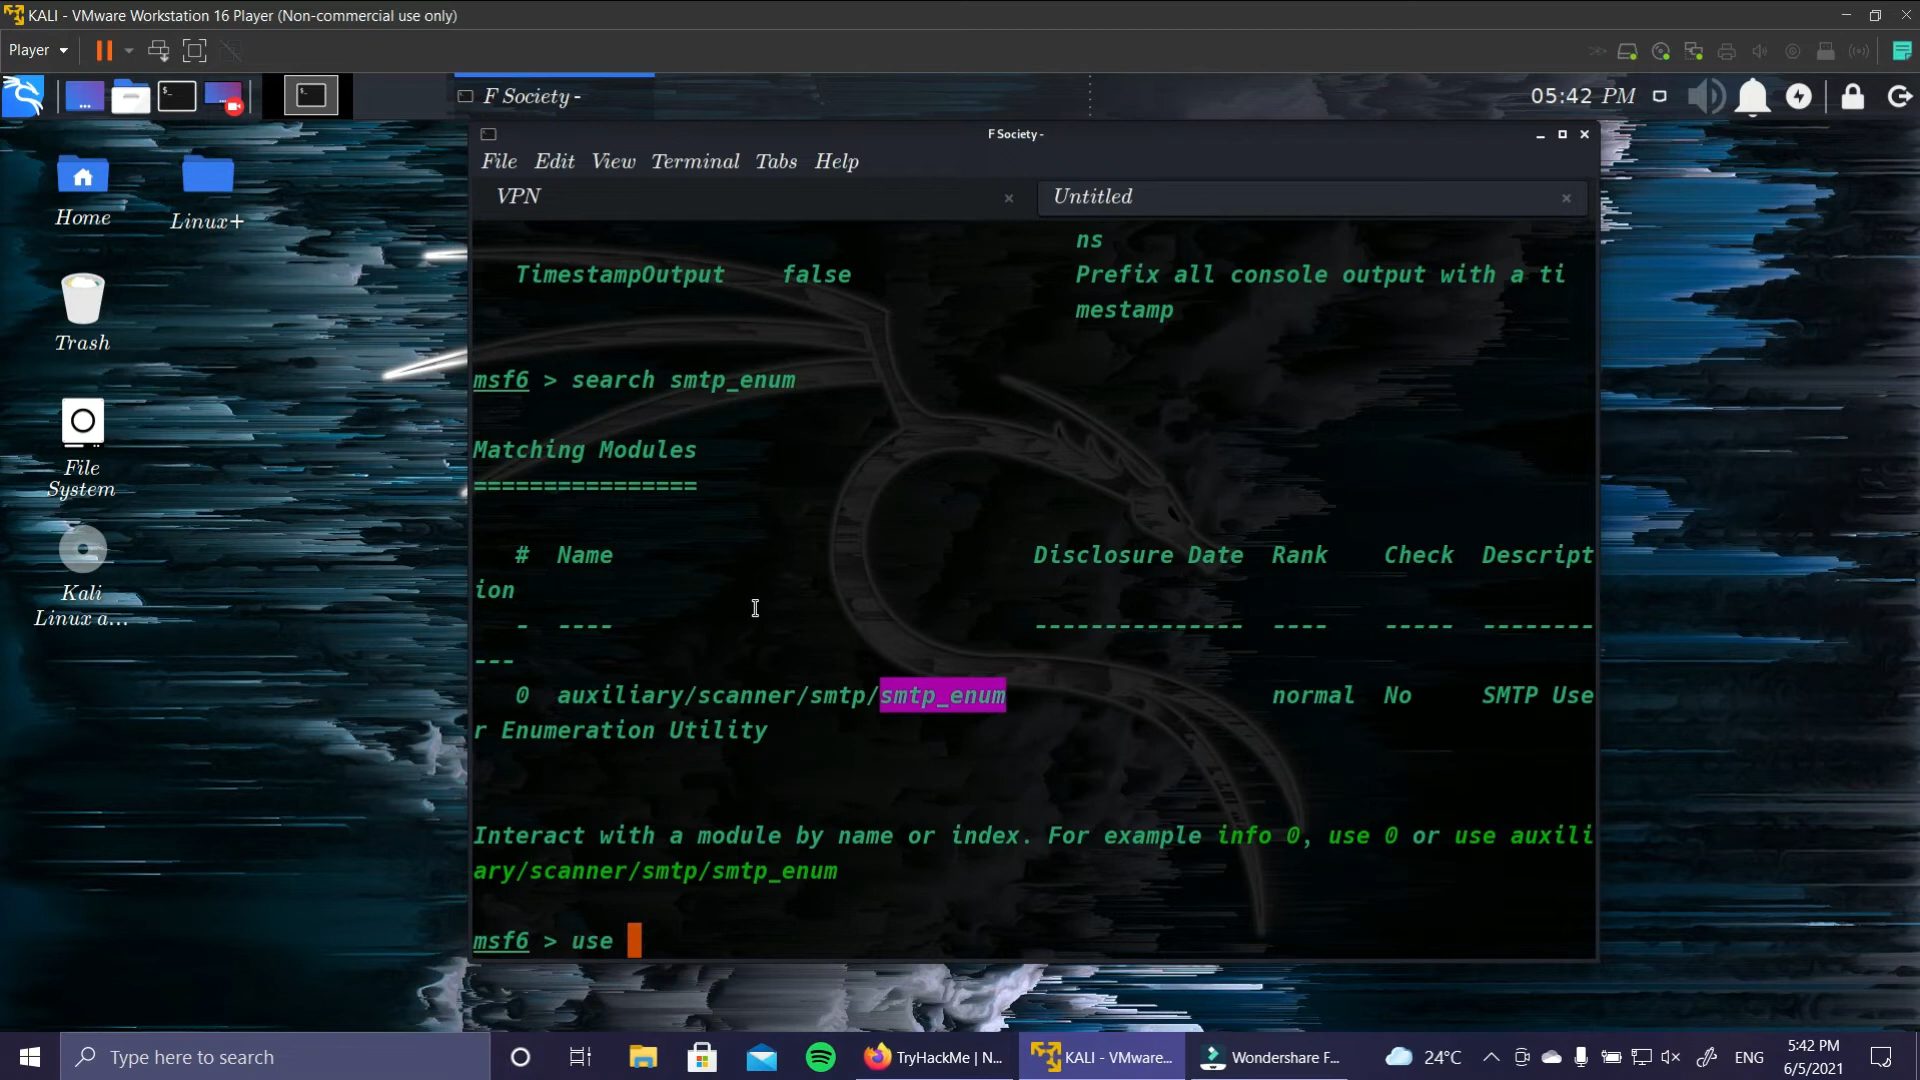 KALI - VMware Workstation 16 Player (Non-commercial use only)
Player
F Society -
05:42 PM
F Society -
File Edit View Terminal Tabs Help
VPN
Untitled
Home
Linux+
Trash
File
System
Kali
Linux a...
ns
TimestampOutput false Prefix all console output with a ti
mestamp
msf6 > search smtp_enum
Matching Modules
================
# Name Disclosure Date Rank Check Descript
ion
- ---- --------------- ---- ----- --------
---
0 auxiliary/scanner/smtp/smtp_enum normal No SMTP Use
r Enumeration Utility
Interact with a module by name or index. For example info 0, use 0 or use auxili
ary/scanner/smtp/smtp_enum
msf6 > use
Type here to search
TryHackMe | N...
KALI - VMware...
Wondershare F...
24°C
ENG
5:42 PM
6/5/2021